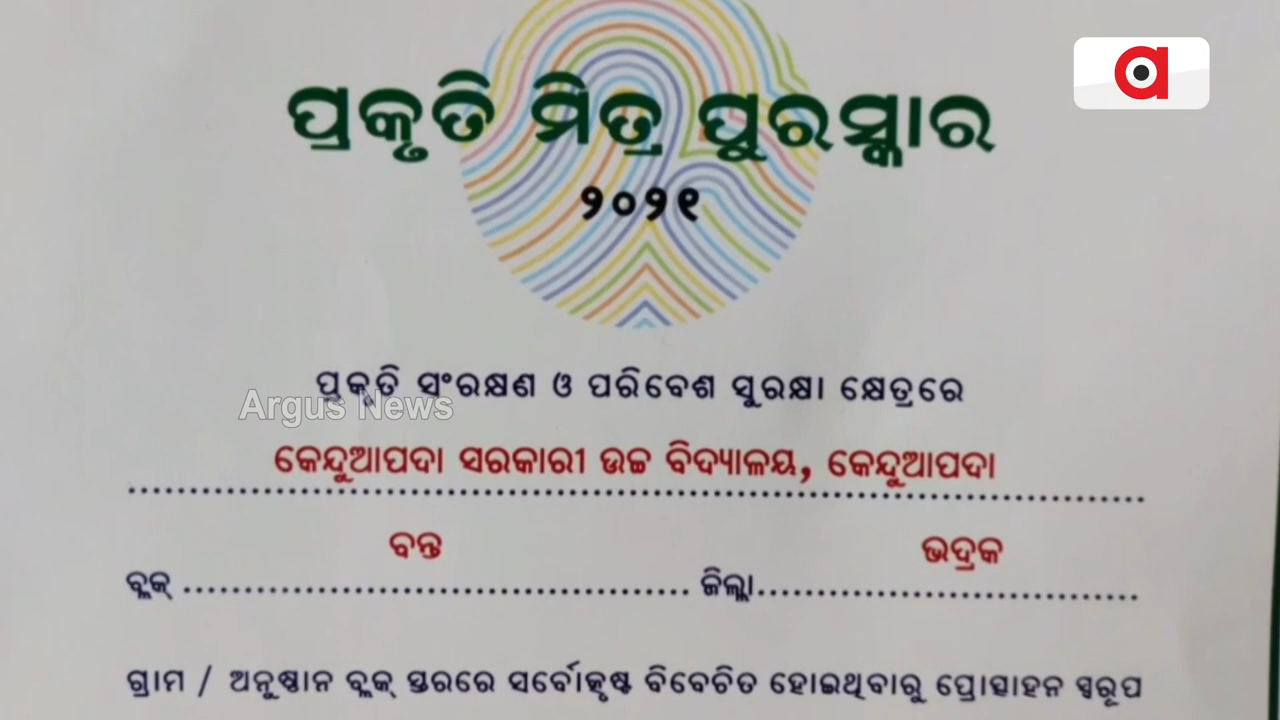 ପ୍ରକୃତି ମିତ୍ର ପୁରସ୍କାର
୨୦୨୧
ପ୍ରକୃତି ସଂରକ୍ଷଣ ଓ ପରିବେଶ ସୁରକ୍ଷା କ୍ଷେତ୍ରରେ
Argus News
କେନ୍ଦୁଆପଦା ସରକାରୀ ଉଚ୍ଚ ବିଦ୍ୟାଳୟ, କେନ୍ଦୁଆପଦା
ବନ୍ତ ଭଦ୍ରକ
ବ୍ଲକ୍ ........................................ ଜିଲ୍ଲା................................
ଗ୍ରାମ / ଅନୁଷ୍ଠାନ ବ୍ଲକ୍ ସ୍ତରରେ ସର୍ବୋତ୍କୃଷ୍ଟ ବିବେଚିତ ହୋଇଥିବାରୁ ପ୍ରୋତ୍ସାହନ ସ୍ୱରୂପ